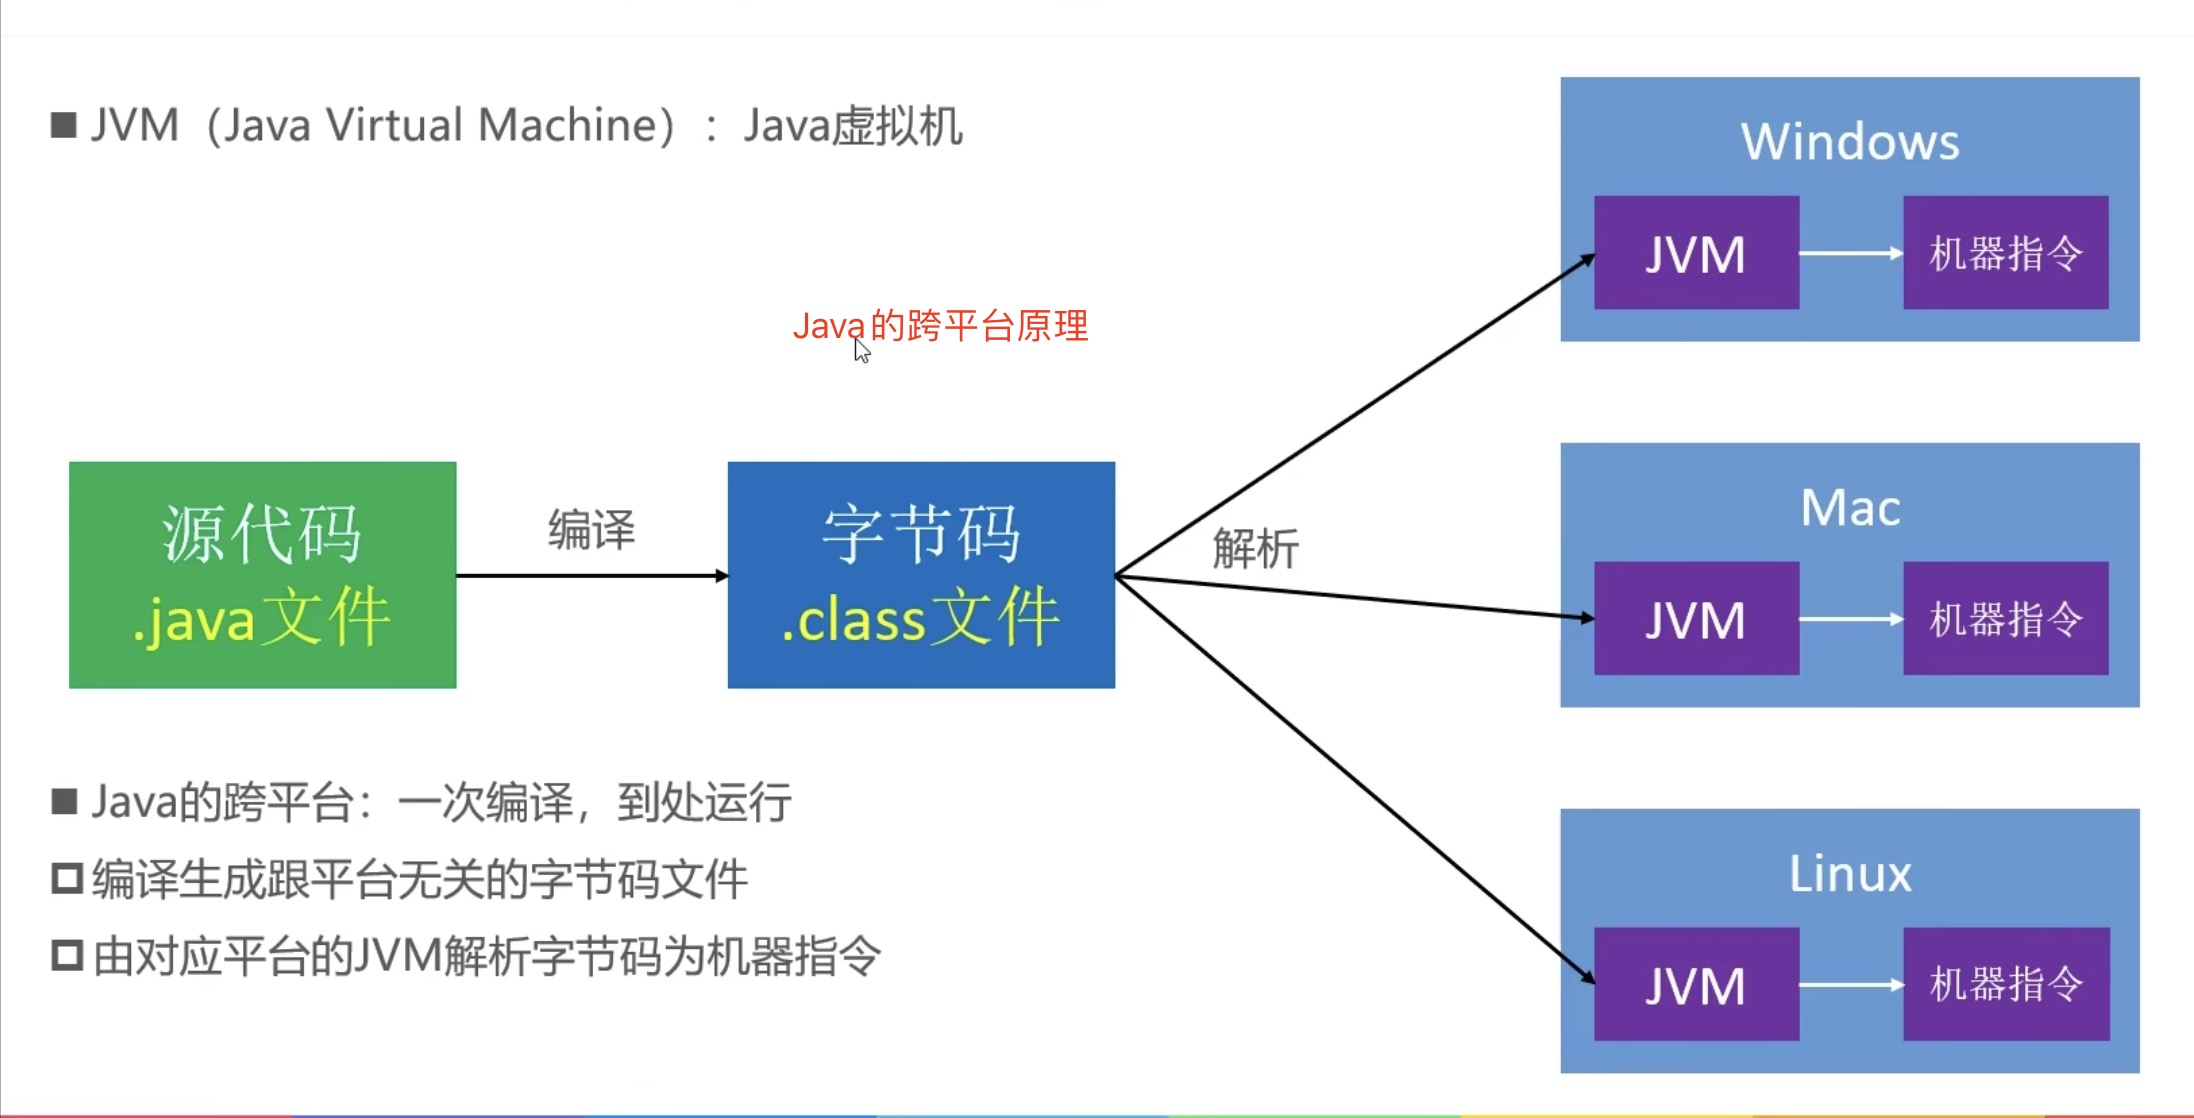 JVM（Java Virtual Machine）：Java虚拟机
Java的跨平台原理
源代码
.java文件
编译
字节码
.class文件
解析
Windows
JVM
机器指令
Mac
JVM
机器指令
Linux
JVM
机器指令
Java的跨平台：一次编译，到处运行
编译生成跟平台无关的字节码文件
由对应平台的JVM解析字节码为机器指令